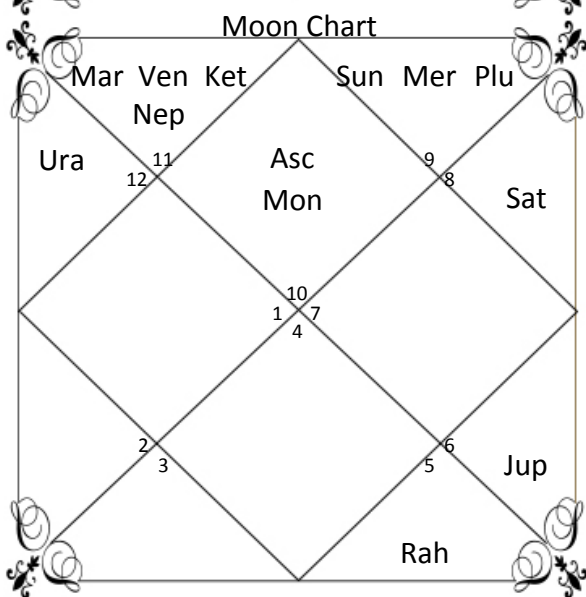 Moon Chart
Mar Ven Ket
Sun Mer Plu
Nep
Ura
Asc
Mon
Sat
11
12
9
8
10
1
7
4
2
3
6
5
Jup
Rah